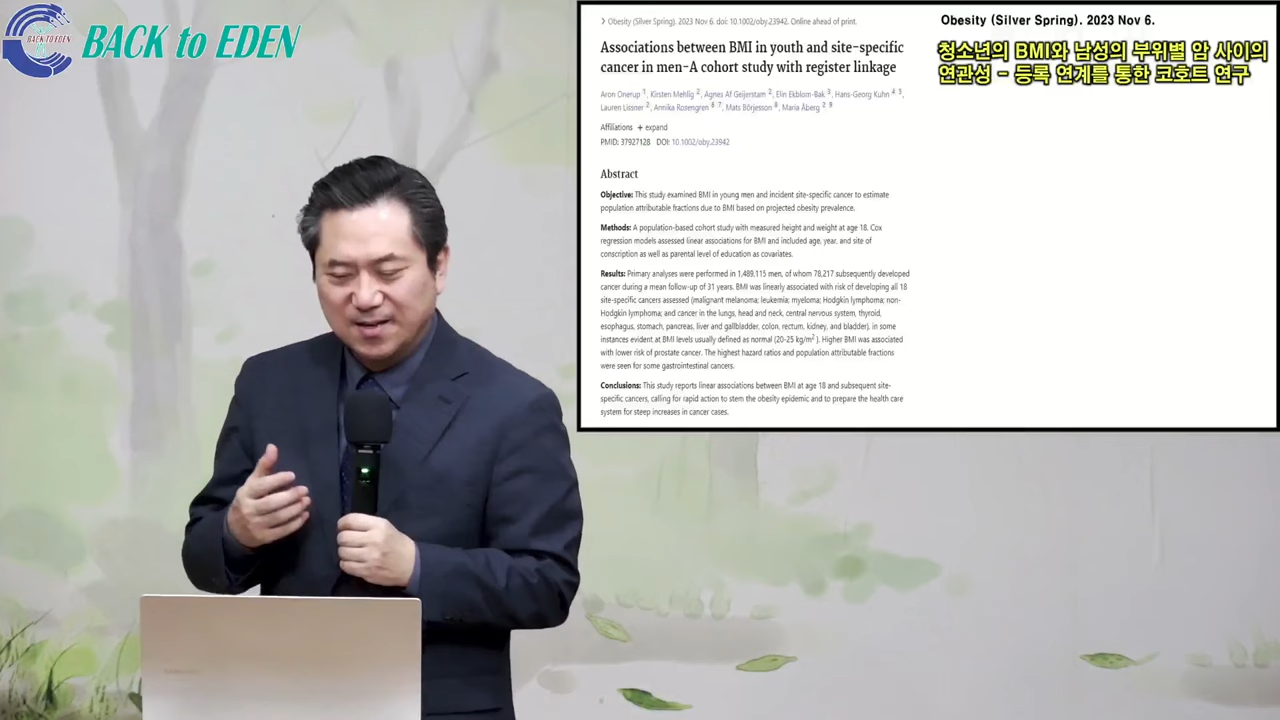 BACK TO EDEN
BACK to EDEN
Obesity (Silver Spring). 2023 Nov 6. doi: 10.1002/oby.23942. Online ahead of print.
Associations between BMI in youth and site-specific
cancer in men-A cohort study with register linkage
Aron Onerup 1, Kirsten Mehlig 2, Agnes Af Geijerstam 2, Elin Ekblom-Bak 3, Hans-Georg Kuhn 4 5,
Lauren Lissner 2, Annika Rosengren 6 7, Mats Börjesson 8, Maria Åberg 2 9
Affiliations + expand
PMID: 37927128 DOI: 10.1002/oby.23942
Abstract
Objective: This study examined BMI in young men and incident site-specific cancer to estimate
population attributable fractions due to BMI based on projected obesity prevalence.
Methods: A population-based cohort study with measured height and weight at age 18. Cox
regression models assessed linear associations for BMI and included age, year, and site of
conscription as well as parental level of education as covariates.
Results: Primary analyses were performed in 1,489,115 men, of whom 78,217 subsequently developed
cancer during a mean follow-up of 31 years. BMI was linearly associated with risk of developing all 18
site-specific cancers assessed (malignant melanoma; leukemia; myeloma; Hodgkin lymphoma; non-
Hodgkin lymphoma; and cancer in the lungs, head and neck, central nervous system, thyroid,
esophagus, stomach, pancreas, liver and gallbladder, colon, rectum, kidney, and bladder), in some
instances evident at BMI levels usually defined as normal (20-25 kg/m2 ). Higher BMI was associated
with lower risk of prostate cancer. The highest hazard ratios and population attributable fractions
were seen for some gastrointestinal cancers.
Conclusions: This study reports linear associations between BMI at age 18 and subsequent site-
specific cancers, calling for rapid action to stem the obesity epidemic and to prepare the health care
system for steep increases in cancer cases.
Obesity (Silver Spring). 2023 Nov 6.
청소년의 BMI와 남성의 부위별 암 사이의
연관성 - 등록 연계를 통한 코호트 연구